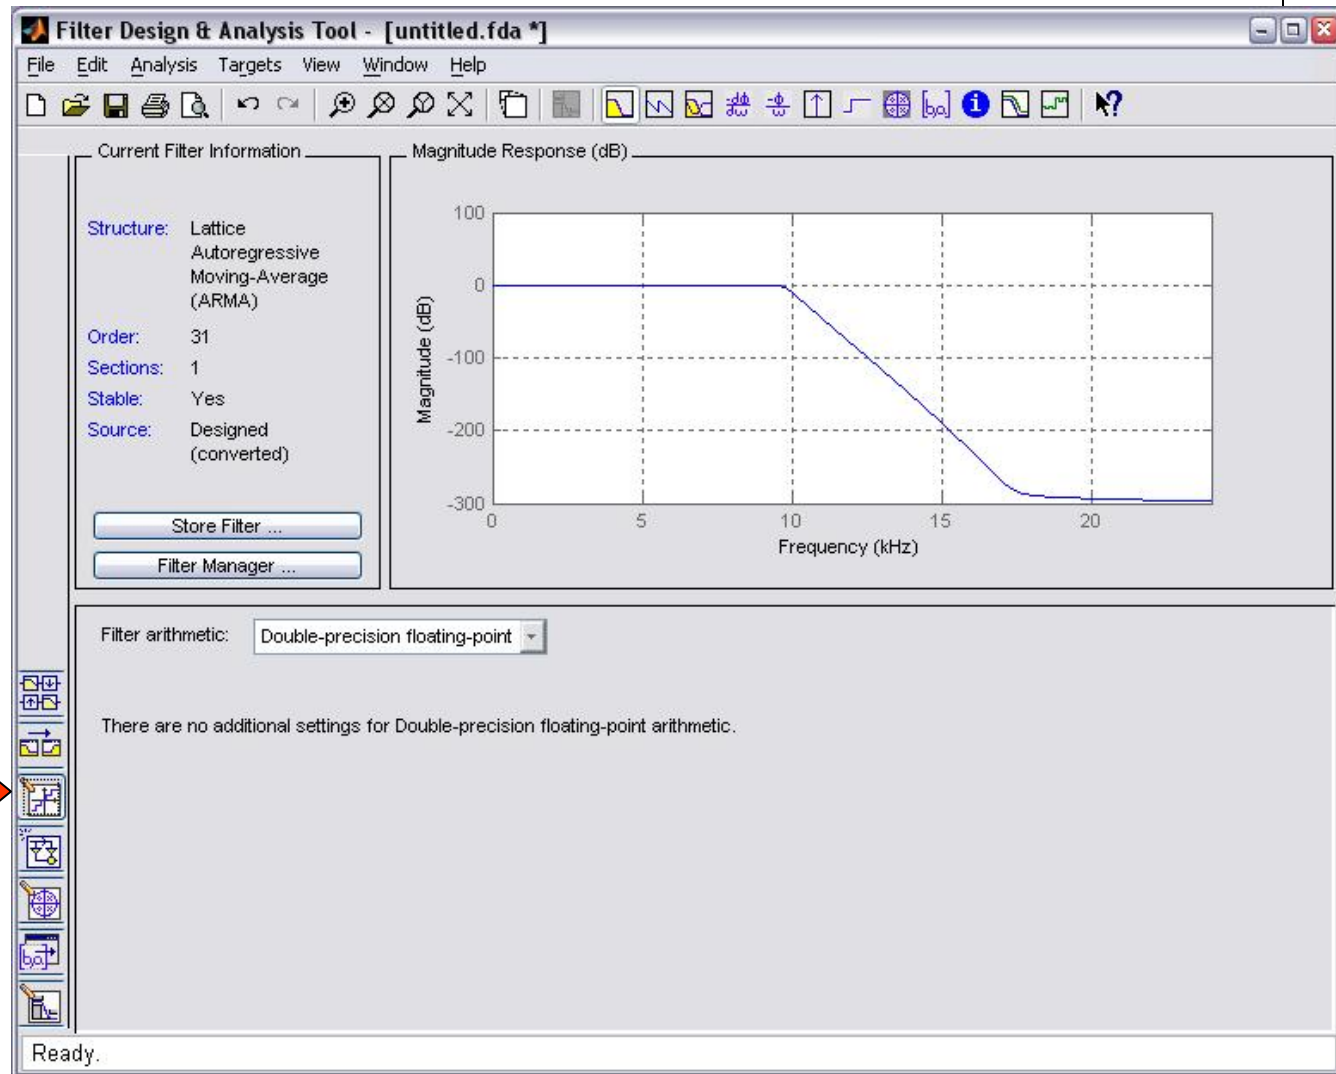 Filter Design & Analysis Tool - [untitled.fda *]
File Edit Analysis Targets View Window Help
Current Filter Information
Structure: Lattice
Autoregressive
Moving-Average
(ARMA)
Order: 31
Sections: 1
Stable: Yes
Source: Designed
(converted)
Store Filter ...
Filter Manager ...
Magnitude Response (dB)
100
0
-100
-200
-300
Magnitude (dB)
0 5 10 15 20
Frequency (kHz)
Filter arithmetic: Double-precision floating-point
There are no additional settings for Double-precision floating-point arithmetic.
Ready.